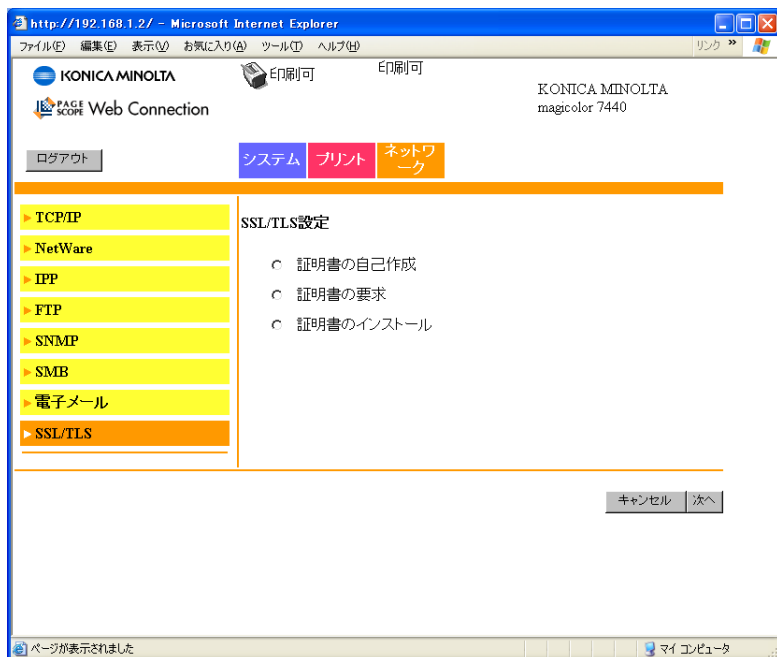 http://192.168.1.2/ - Microsoft Internet Explorer
ファイル(F) 編集(E) 表示(V) お気に入り(A) ツール(T) ヘルプ(H) リンク »
KONICA MINOLTA
印刷可
印刷可
PAGE SCOPE Web Connection
KONICA MINOLTA
magicolor 7440
ログアウト
システム
プリント
ネットワ
ーク
TCP/IP
NetWare
IPP
FTP
SNMP
SMB
電子メール
SSL/TLS
SSL/TLS設定
証明書の自己作成
証明書の要求
証明書のインストール
キャンセル
次へ
ページが表示されました
マイ コンピュータ